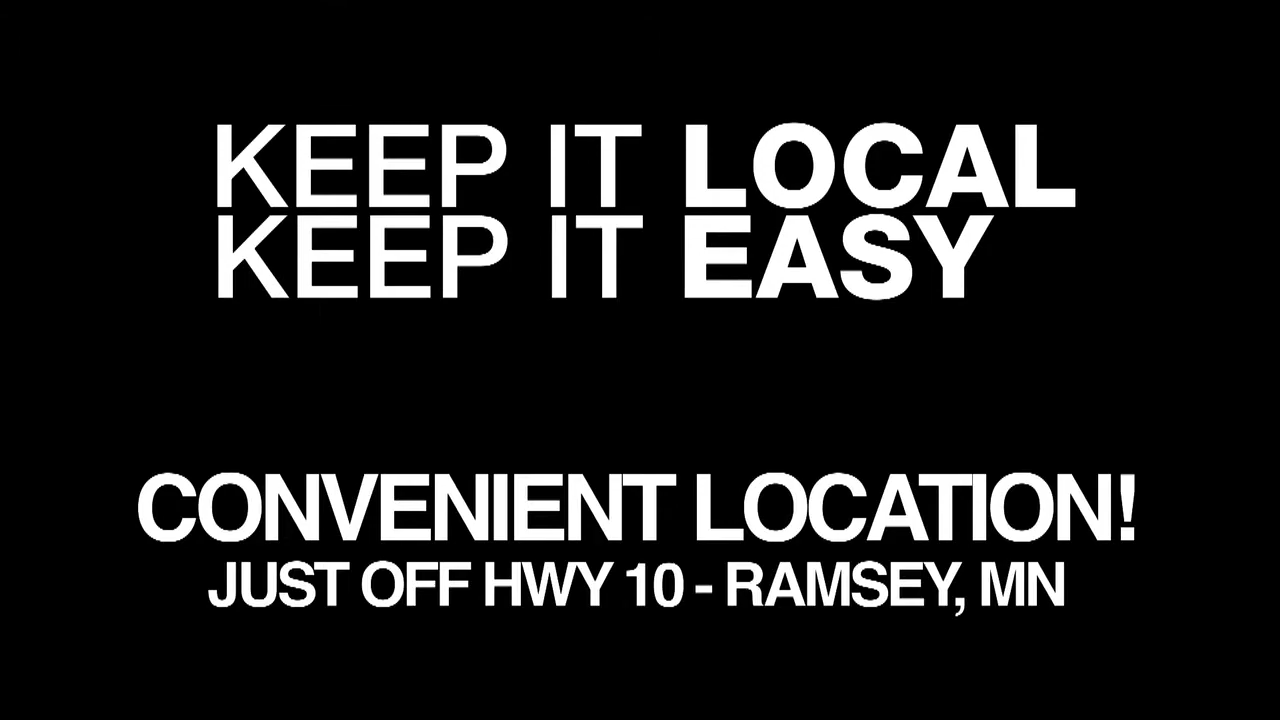 KEEP IT LOCAL
KEEP IT EASY
CONVENIENT LOCATION!
JUST OFF HWY 10 - RAMSEY, MN